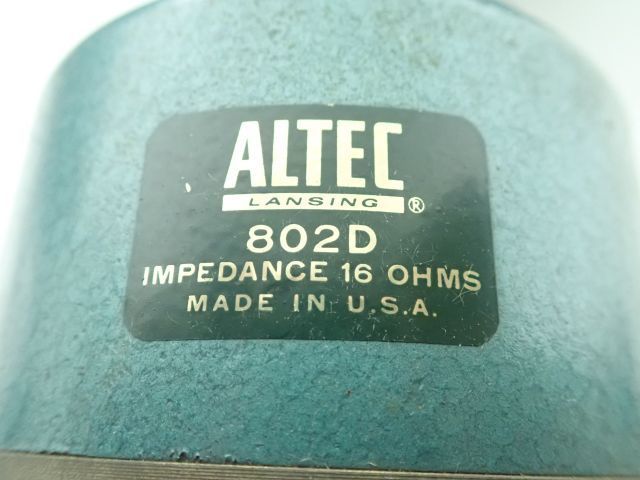 ALTEC
LANSING ®
802D
IMPEDANCE 16 OHMS
MADE IN U.S.A.